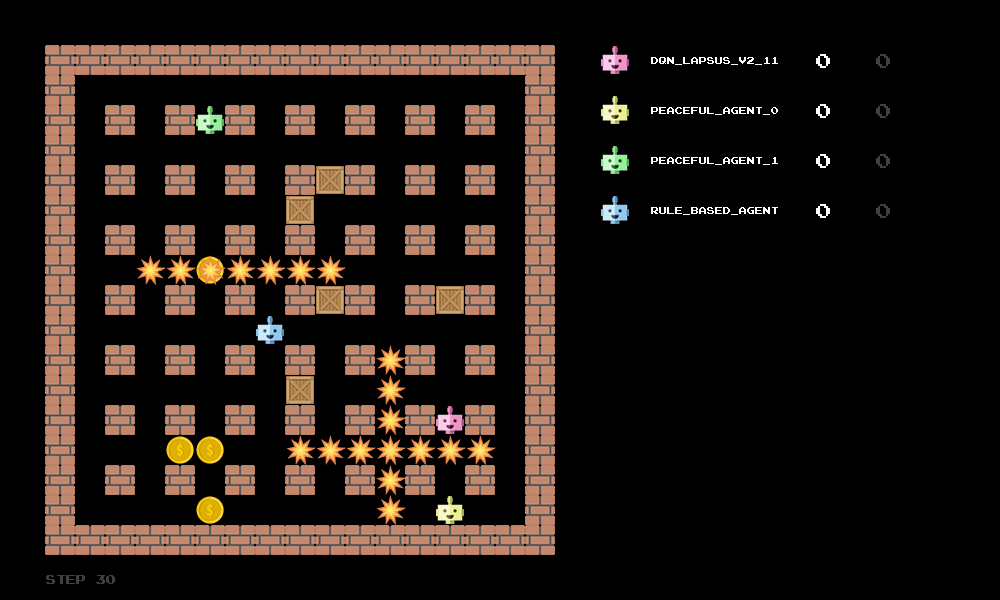 DQN_LAPSUS_V2_11 0 0
PEACEFUL_AGENT_0 0 0
PEACEFUL_AGENT_1 0 0
RULE_BASED_AGENT 0 0
STEP 30